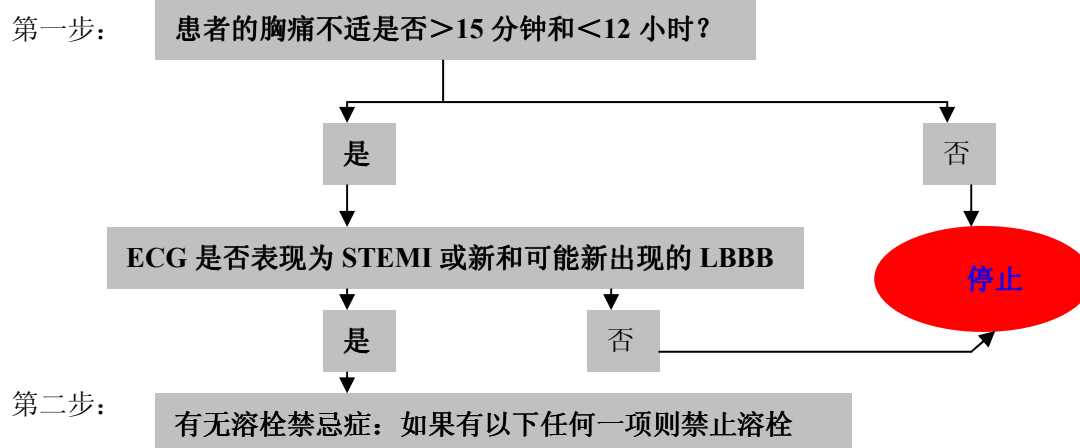 第一步： 患者的胸痛不适是否＞15 分钟和＜12 小时？
是
否
ECG 是否表现为 STEMI 或新和可能新出现的 LBBB
停止
是
否
第二步： 有无溶栓禁忌症：如果有以下任何一项则禁止溶栓